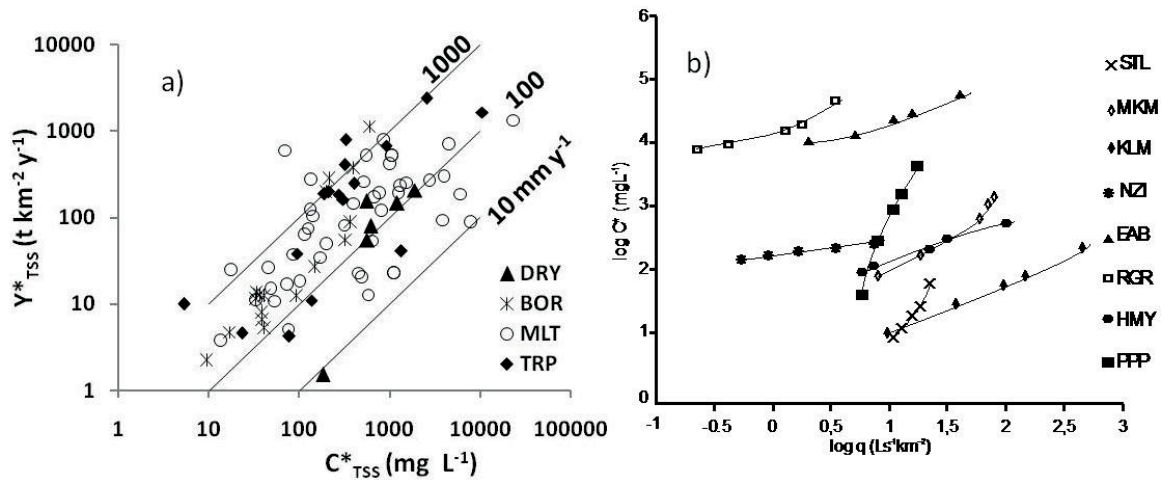 a)
10000
1000
100
10
1
Y*TSS (t km-2 y-1)
1000
100
10 mm y-1
DRY
BOR
MLT
TRP
1 10 100 1000 10000 100000
C*TSS (mg L-1)
b)
6
5
4
3
2
1
0
log C* (mgL-1)
-1 -0.5 0 0,5 1 1,5 2 2,5 3
log q (Ls-1km-2)
STL
MKM
KLM
NZI
EAB
RGR
HMY
PPP